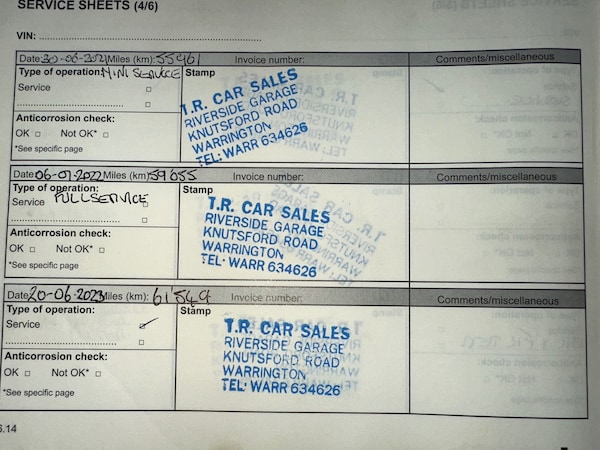 SERVICE SHEETS (4/6)
VIN:
Date: 30-06-2021 Miles (km): 55461 Invoice number: Comments/miscellaneous
Type of operation: MINI SERVICE Stamp
Service
Anticorrosion check:
OK Not OK*
*See specific page
T.R. CAR SALES
RIVERSIDE GARAGE
KNUTSFORD ROAD
WARRINGTON
TEL: WARR 634626
Date: 06-07-2022 Miles (km): 59655 Invoice number: Comments/miscellaneous
Type of operation: Stamp
Service FULL SERVICE
Anticorrosion check:
OK Not OK*
*See specific page
T.R. CAR SALES
RIVERSIDE GARAGE
KNUTSFORD ROAD
WARRINGTON
TEL: WARR 634626
Date: 20-06-2023 Miles (km): 61549 Invoice number: Comments/miscellaneous
Type of operation: Stamp
Service
Anticorrosion check:
OK Not OK*
*See specific page
T.R. CAR SALES
RIVERSIDE GARAGE
KNUTSFORD ROAD
WARRINGTON
TEL: WARR 634626
6.14